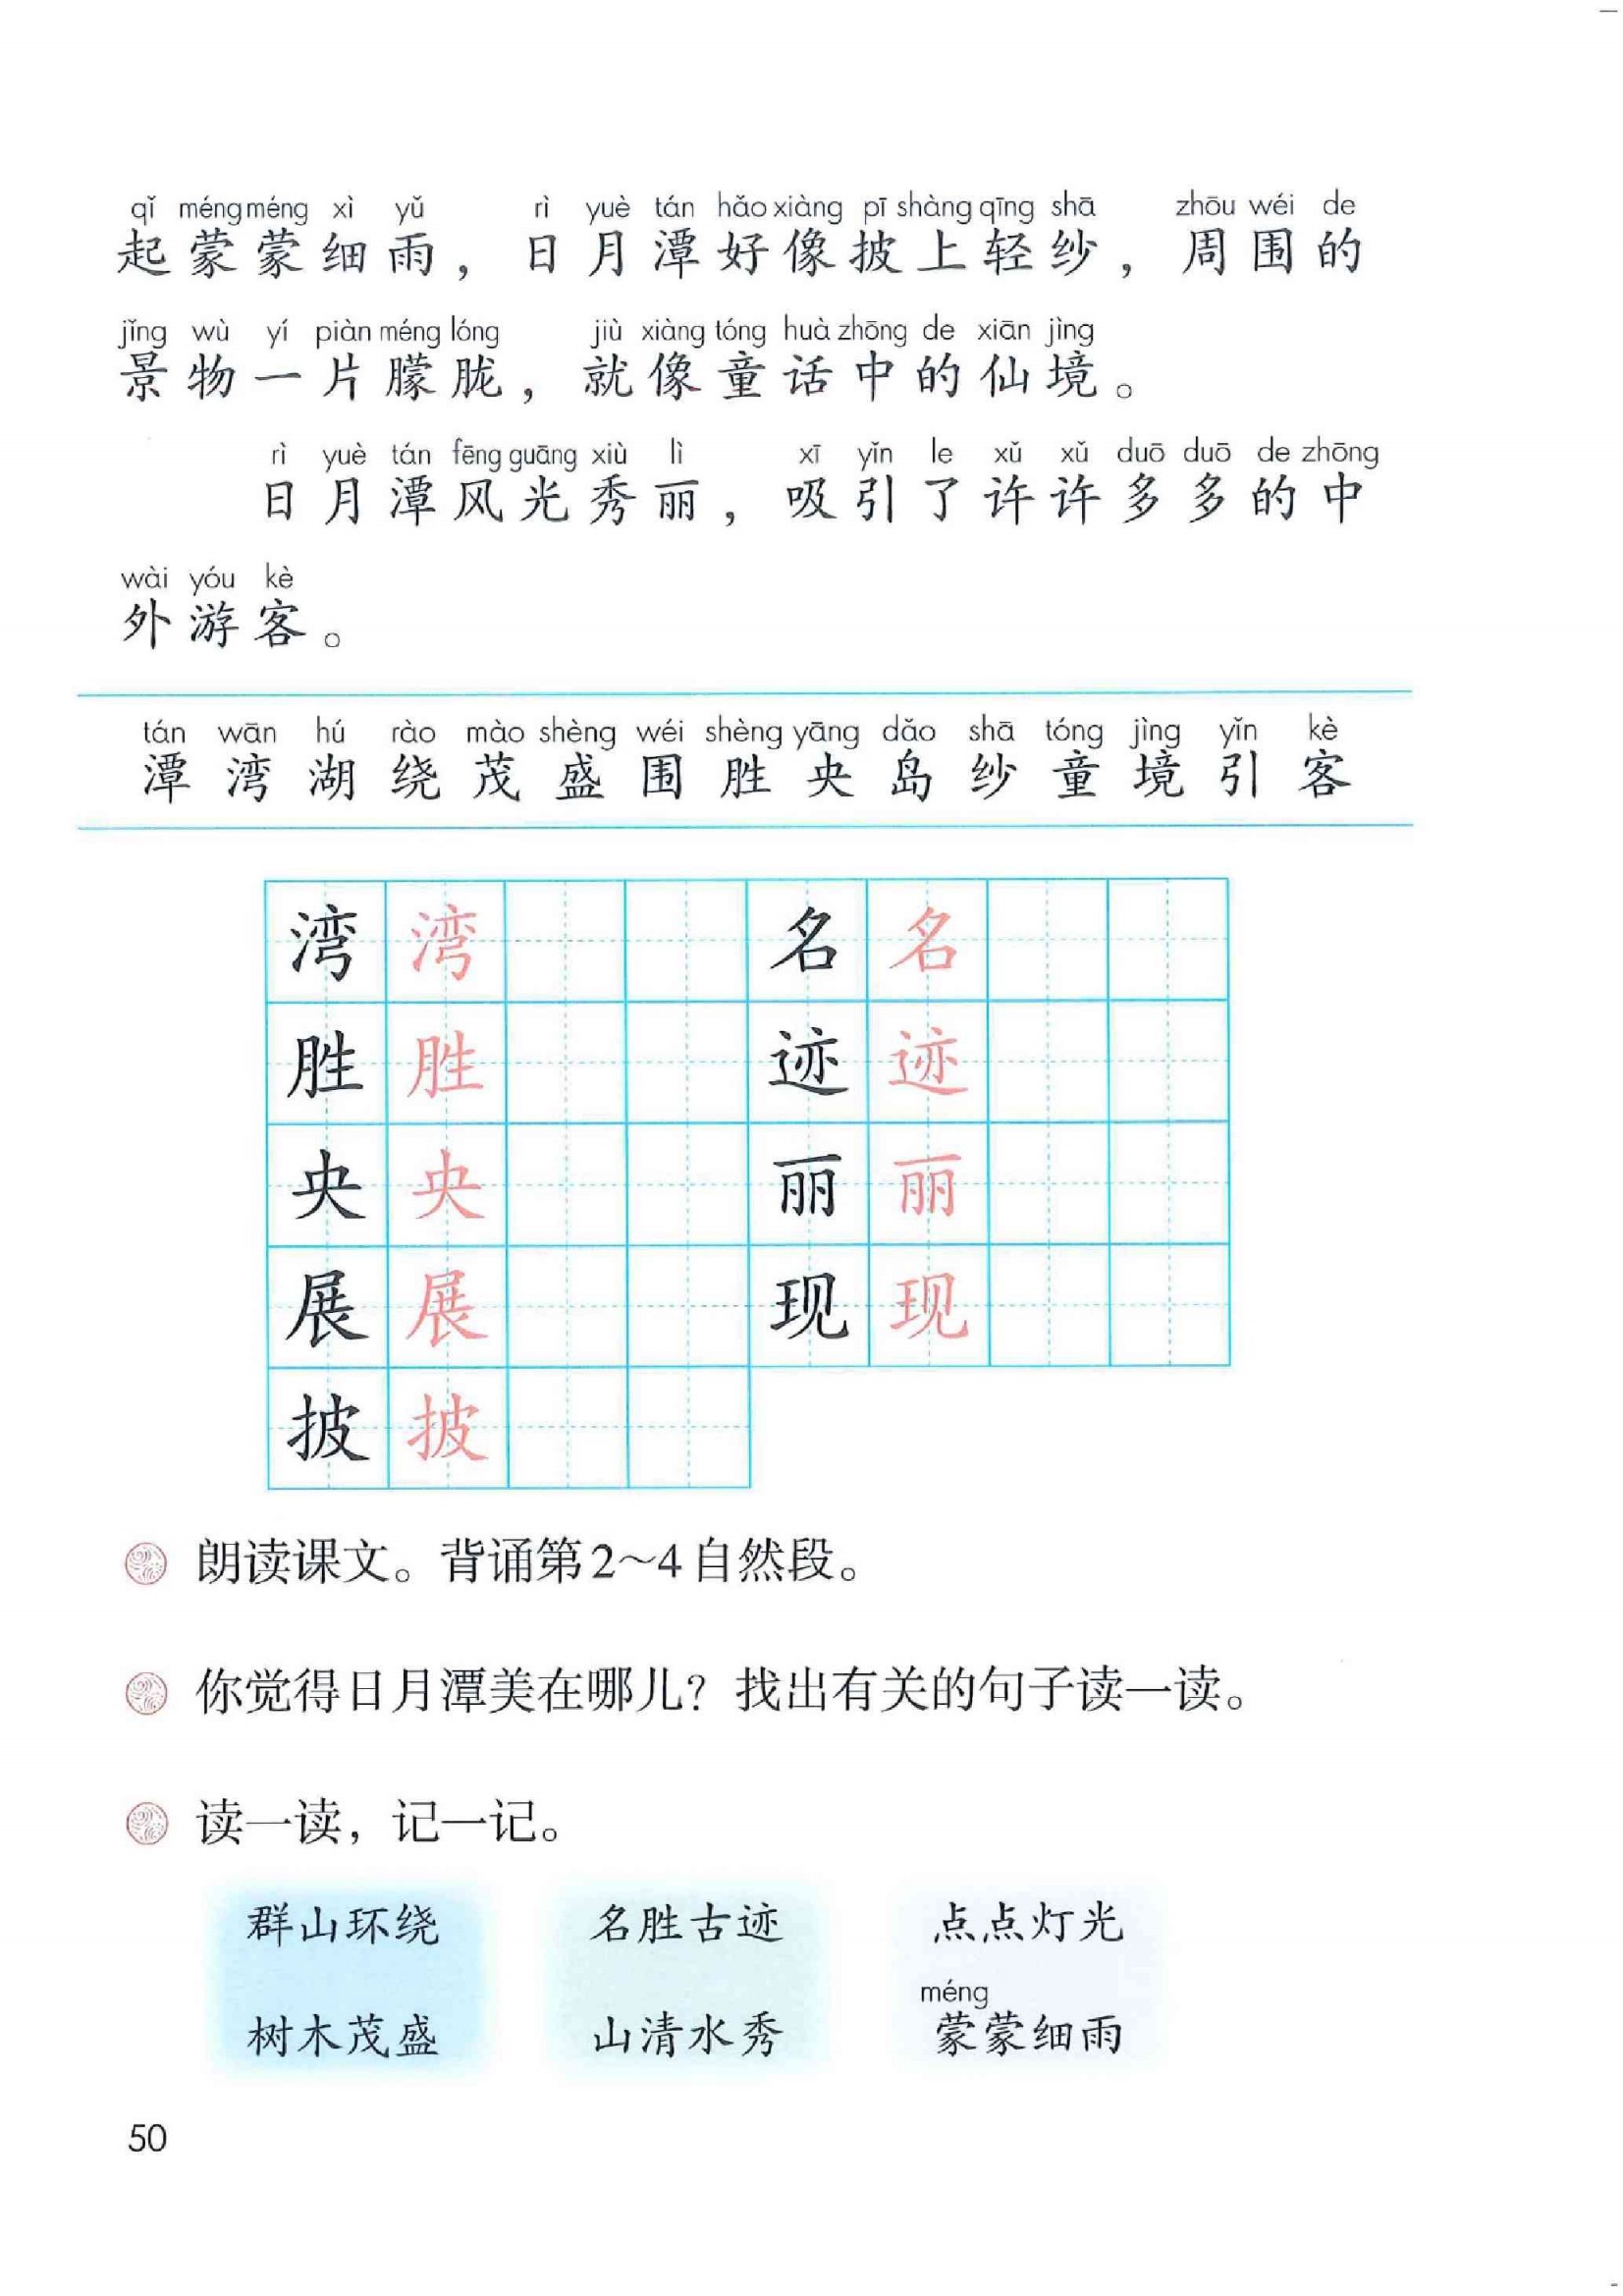 qǐ méng méng xì yǔ rì yuè tán hǎo xiàng pī shàng qīng shā zhōu wéi de
起蒙蒙细雨，日月潭好像披上轻纱，周围的
jǐng wù yí piàn méng lóng jiù xiàng tóng huà zhōng de xiān jìng
景物一片朦胧，就像童话中的仙境。
rì yuè tán fēng guāng xiù lì xī yǐn le xǔ xǔ duō duō de zhōng
日月潭风光秀丽，吸引了许许多多的中
wài yóu kè
外游客。
tán wān hú rào mào shèng wéi shèng yāng dǎo shā tóng jìng yǐn kè
潭 湾 湖 绕 茂 盛 围 胜 央 岛 纱 童 境 引 客
湾 湾 名 名
胜 胜 迹 迹
央 央 丽 丽
展 展 现 现
披 披
朗读课文。背诵第2～4自然段。
你觉得日月潭美在哪儿？找出有关的句子读一读。
读一读，记一记。
群山环绕 名胜古迹 点点灯光
méng
树木茂盛 山清水秀 蒙蒙细雨
50